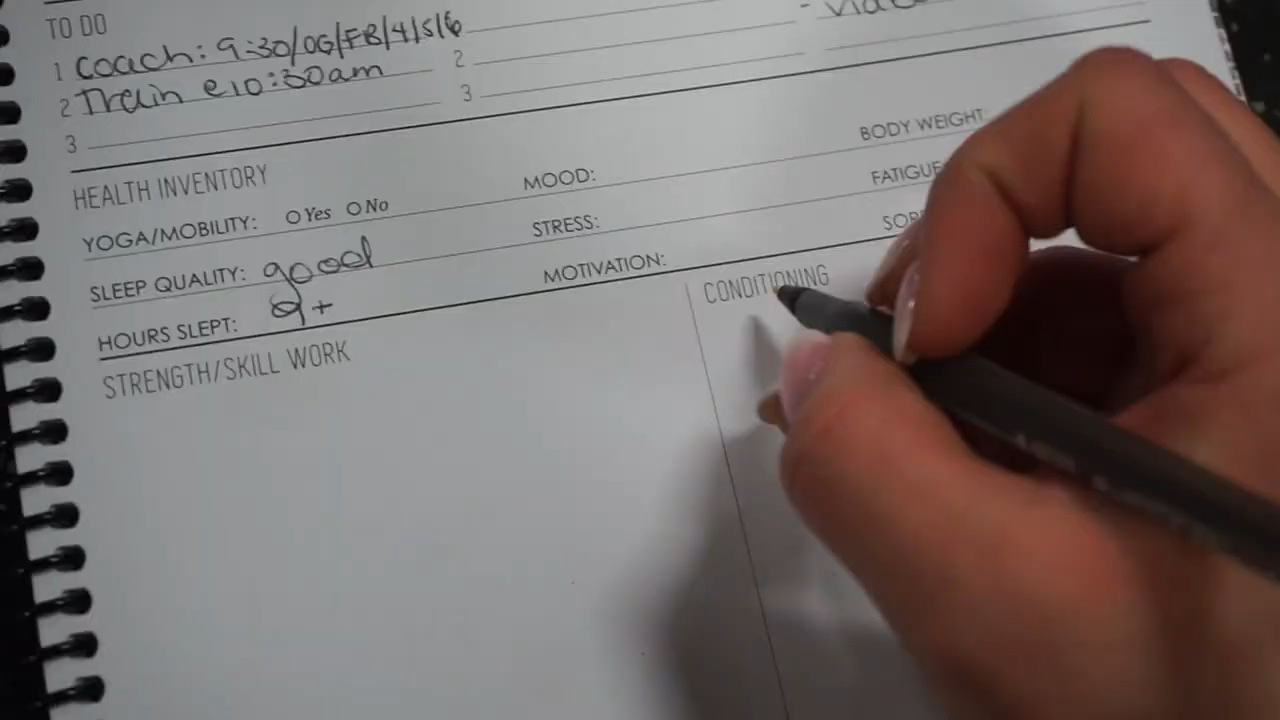 TO DO
1 Coach: 9:30/OG/FB/4/5/6
2 Train @ 10:30am
3
2
3
HEALTH INVENTORY
YOGA/MOBILITY: O Yes O No
SLEEP QUALITY: good
HOURS SLEPT: 9+
MOOD:
STRESS:
MOTIVATION:
BODY WEIGHT:
FATIGUE
STRENGTH/SKILL WORK
CONDITIONING